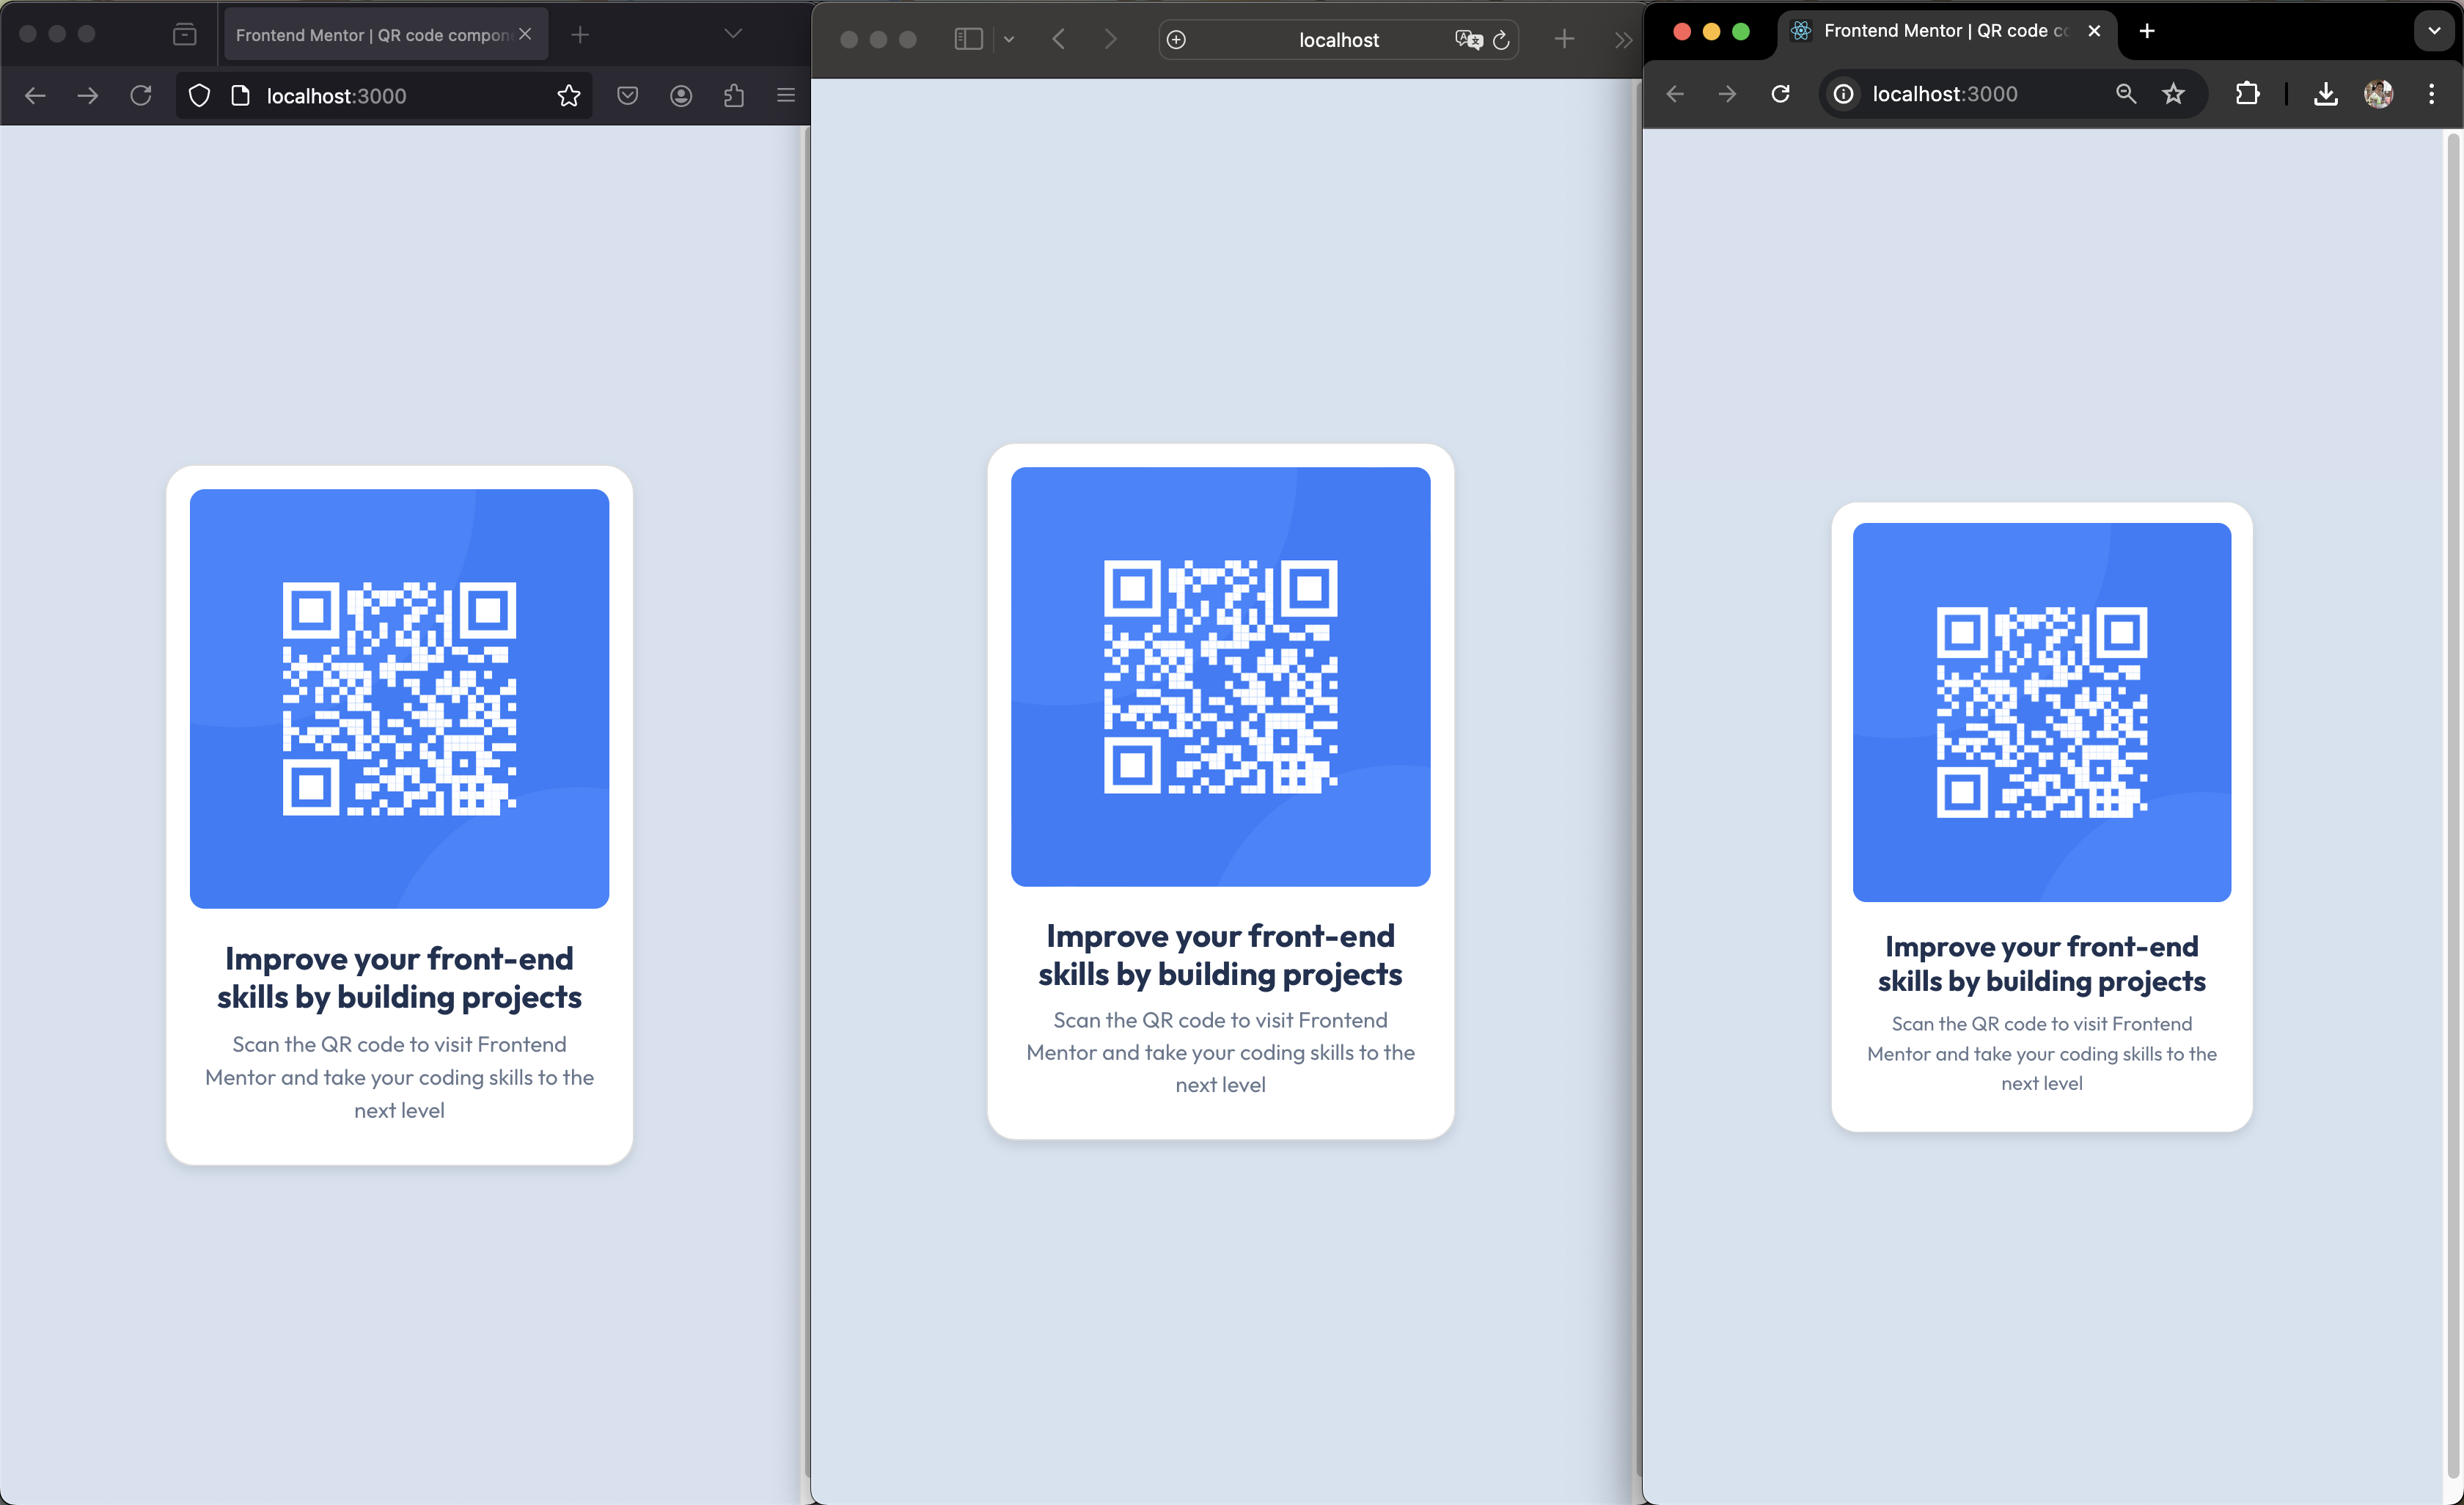 Frontend Mentor | QR code compon
localhost:3000
Improve your front-end
skills by building projects
Scan the QR code to visit Frontend
Mentor and take your coding skills to the
next level
localhost
Improve your front-end
skills by building projects
Scan the QR code to visit Frontend
Mentor and take your coding skills to the
next level
Frontend Mentor | QR code cc
localhost:3000
Improve your front-end
skills by building projects
Scan the QR code to visit Frontend
Mentor and take your coding skills to the
next level